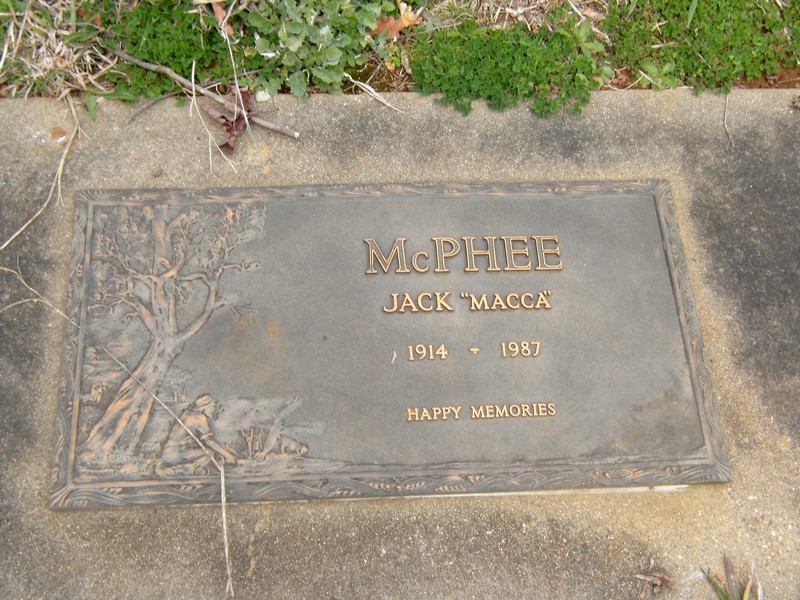 McPHEE
JACK "MACCA"
1914 - 1987
HAPPY MEMORIES